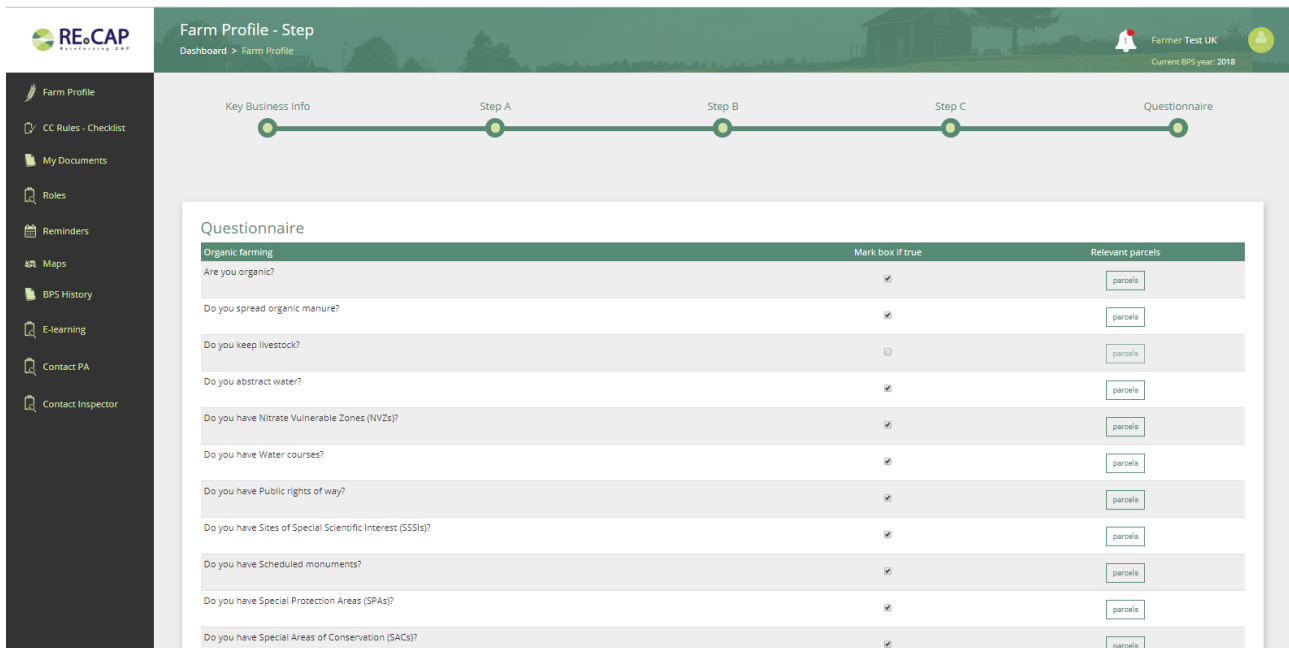 RE.CAP
Reinforcing CAP
Farm Profile - Step
Dashboard > Farm Profile
1
Farmer Test UK
Current BPS year: 2018
Farm Profile
CC Rules - Checklist
My Documents
Roles
Reminders
Maps
BPS History
E-learning
Contact PA
Contact Inspector
Key Business Info Step A Step B Step C Questionnaire
Questionnaire
Organic farming Mark box if true Relevant parcels
Are you organic? parcels
Do you spread organic manure? parcels
Do you keep livestock? parcels
Do you abstract water? parcels
Do you have Nitrate Vulnerable Zones (NVZs)? parcels
Do you have Water courses? parcels
Do you have Public rights of way? parcels
Do you have Sites of Special Scientific Interest (SSSIs)? parcels
Do you have Scheduled monuments? parcels
Do you have Special Protection Areas (SPAs)? parcels
Do you have Special Areas of Conservation (SACs)? parcels